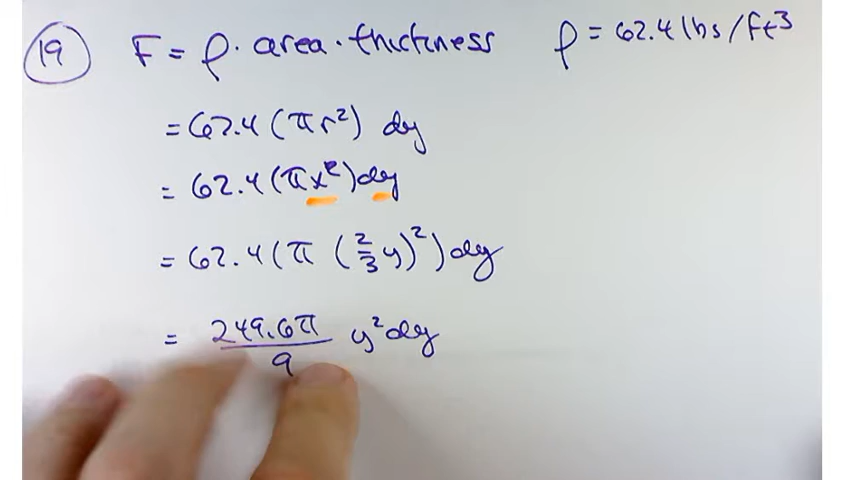 19 F = ρ · area · thickness ρ = 62.4 lbs/ft³
= 62.4 (πr²) dy
= 62.4 (πx²) dy
= 62.4 (π (2/3 y)²) dy
= 249.6π/9 y² dy